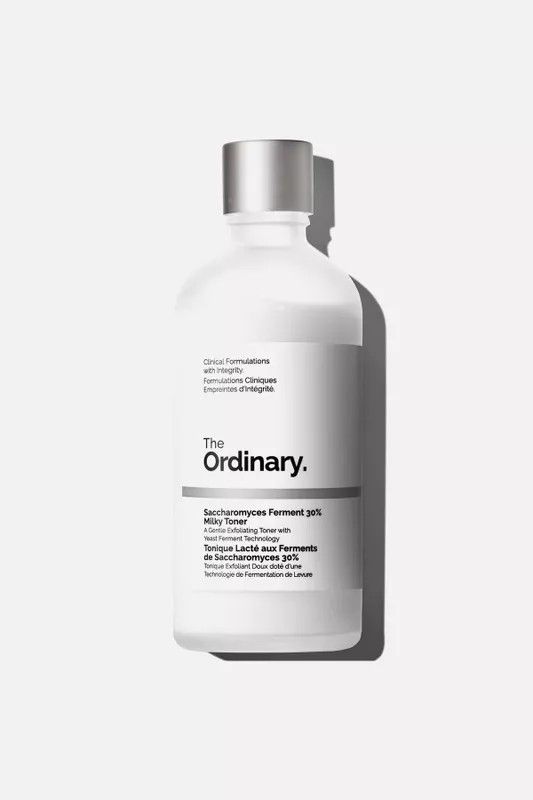 Clinical Formulations
with Integrity.
Formulations Cliniques
Empreintes d'Intégrité.
The
Ordinary.
Saccharomyces Ferment 30%
Milky Toner
A Gentle Exfoliating Toner with
Yeast Ferment Technology
Tonique Lacté aux Ferments
de Saccharomyces 30%
Tonique Exfoliant Doux doté d'une
Technologie de Fermentation de Levure